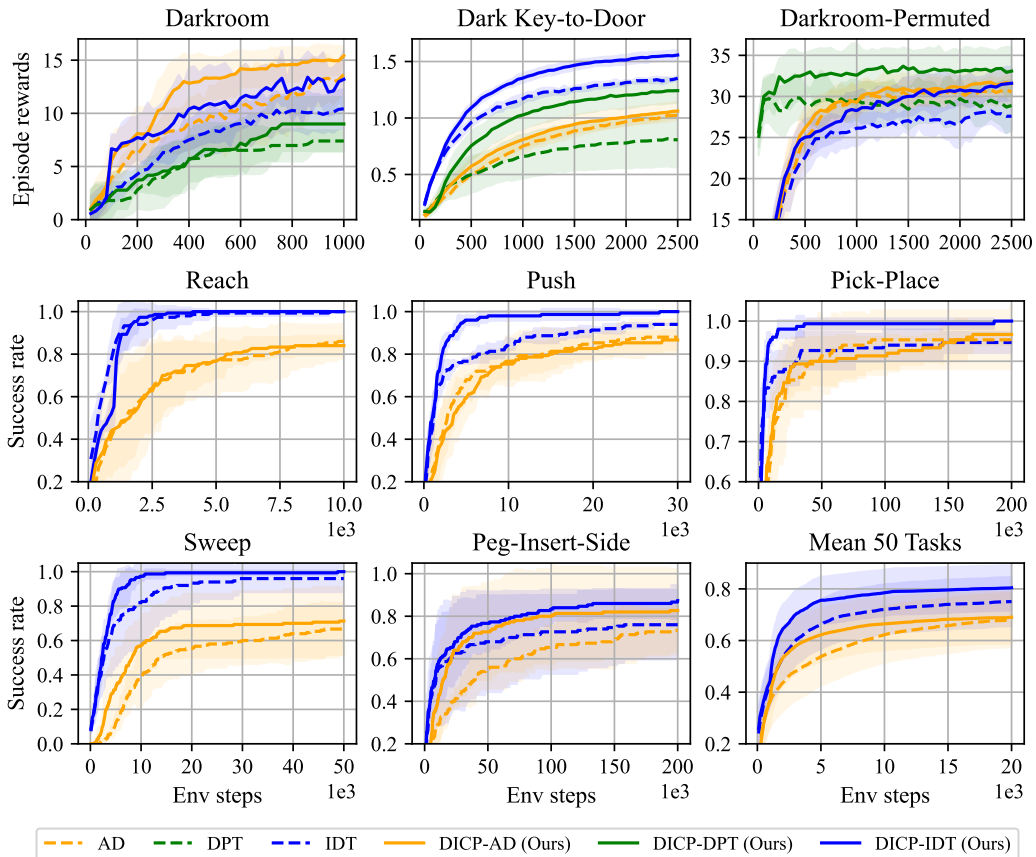 Darkroom
Dark Key-to-Door
Darkroom-Permuted
Episode rewards
15
10
5
0
0 200 400 600 800 1000
1.5
1.0
0.5
0 500 1000 1500 2000 2500
35
30
25
20
15
0 500 1000 1500 2000 2500
Reach
Push
Pick-Place
Success rate
1.0
0.8
0.6
0.4
0.2
0.0 2.5 5.0 7.5 10.0
1e3
1.0
0.8
0.6
0.4
0.2
0 10 20 30
1e3
1.0
0.9
0.8
0.7
0.6
0 50 100 150 200
1e3
Sweep
Peg-Insert-Side
Mean 50 Tasks
Success rate
1.0
0.8
0.6
0.4
0.2
0.0
0 10 20 30 40 50
1e3
Env steps
1.0
0.8
0.6
0.4
0.2
0 50 100 150 200
1e3
Env steps
0.8
0.6
0.4
0.2
0 5 10 15 20
1e3
Env steps
AD DPT IDT DICP-AD (Ours) DICP-DPT (Ours) DICP-IDT (Ours)